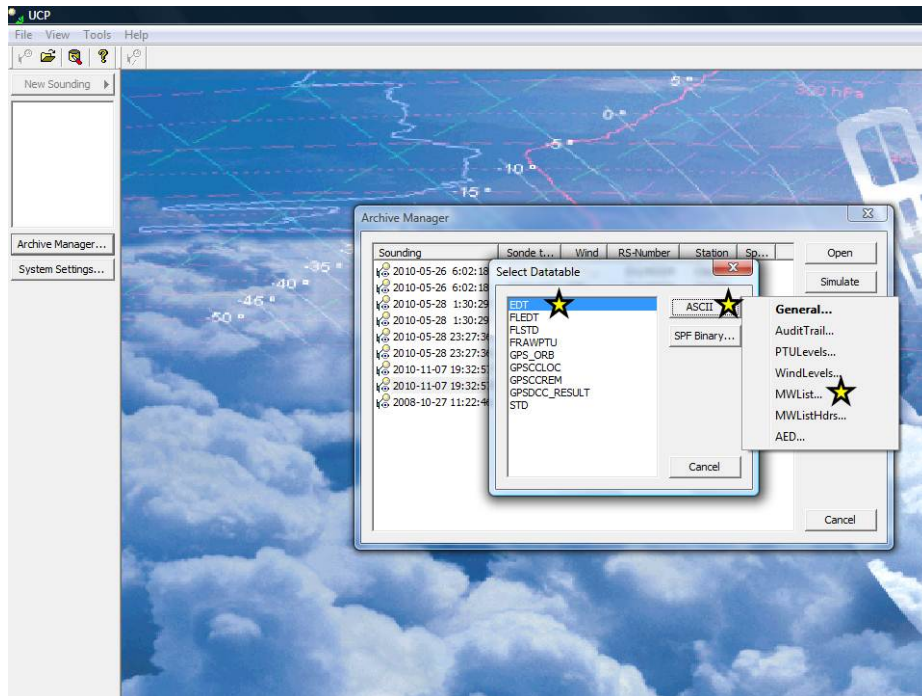 UCP
File View Tools Help
New Sounding
Archive Manager...
System Settings...
5°
0°
-5°
-10°
-15°
-35°
-40°
-45°
-50°
Archive Manager
Sounding Sonde t... Wind RS-Number Station Sp...
2010-05-26 6:02:18
2010-05-26 6:02:18
2010-05-28 1:30:29
2010-05-28 1:30:29
2010-05-28 23:27:36
2010-05-28 23:27:36
2010-11-07 19:32:57
2010-11-07 19:32:57
2008-10-27 11:22:46
Open
Simulate
Cancel
Select Datatable
EDT
FLEDT
FLSTD
FRAWPTU
GPS_ORB
GPSCCLOC
GPSCCREM
GPSDCC_RESULT
STD
ASCII
SPF Binary...
Cancel
General...
AuditTrail...
PTULevels...
WindLevels...
MWList...
MWListHdrs...
AED...